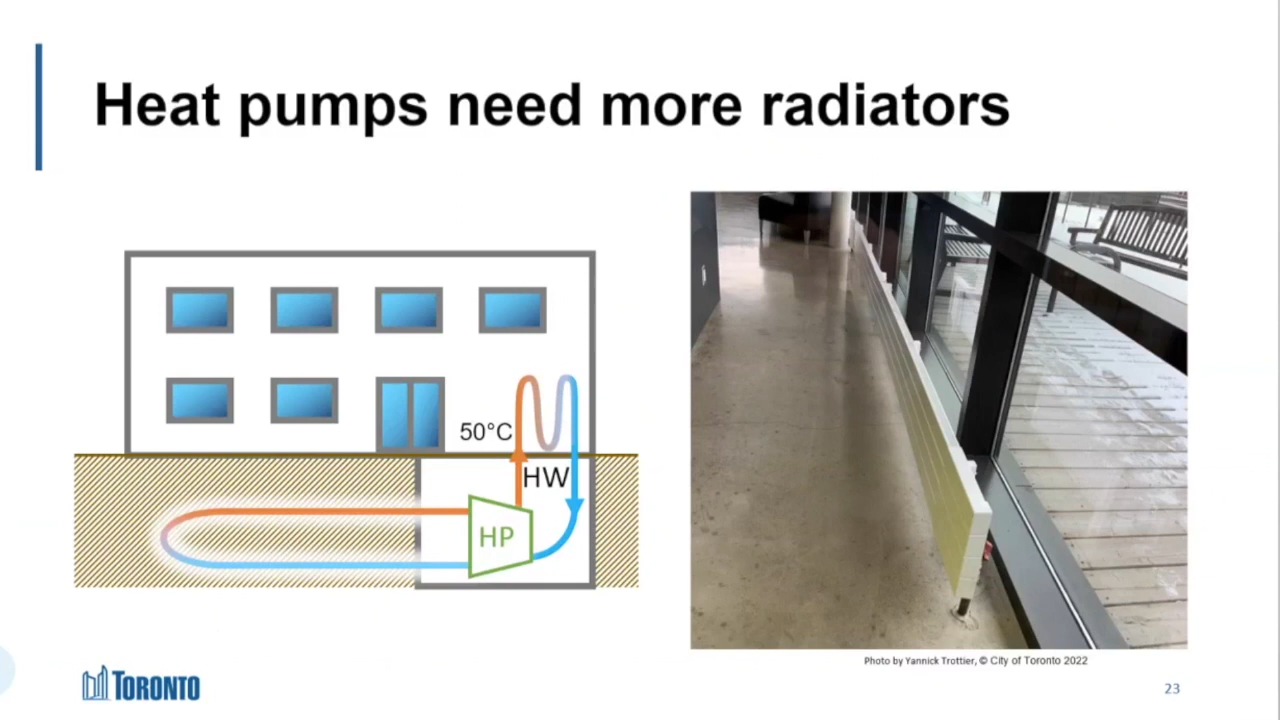 Heat pumps need more radiators
50°C
HW
HP
Photo by Yannick Trottier, © City of Toronto 2022
TORONTO
23